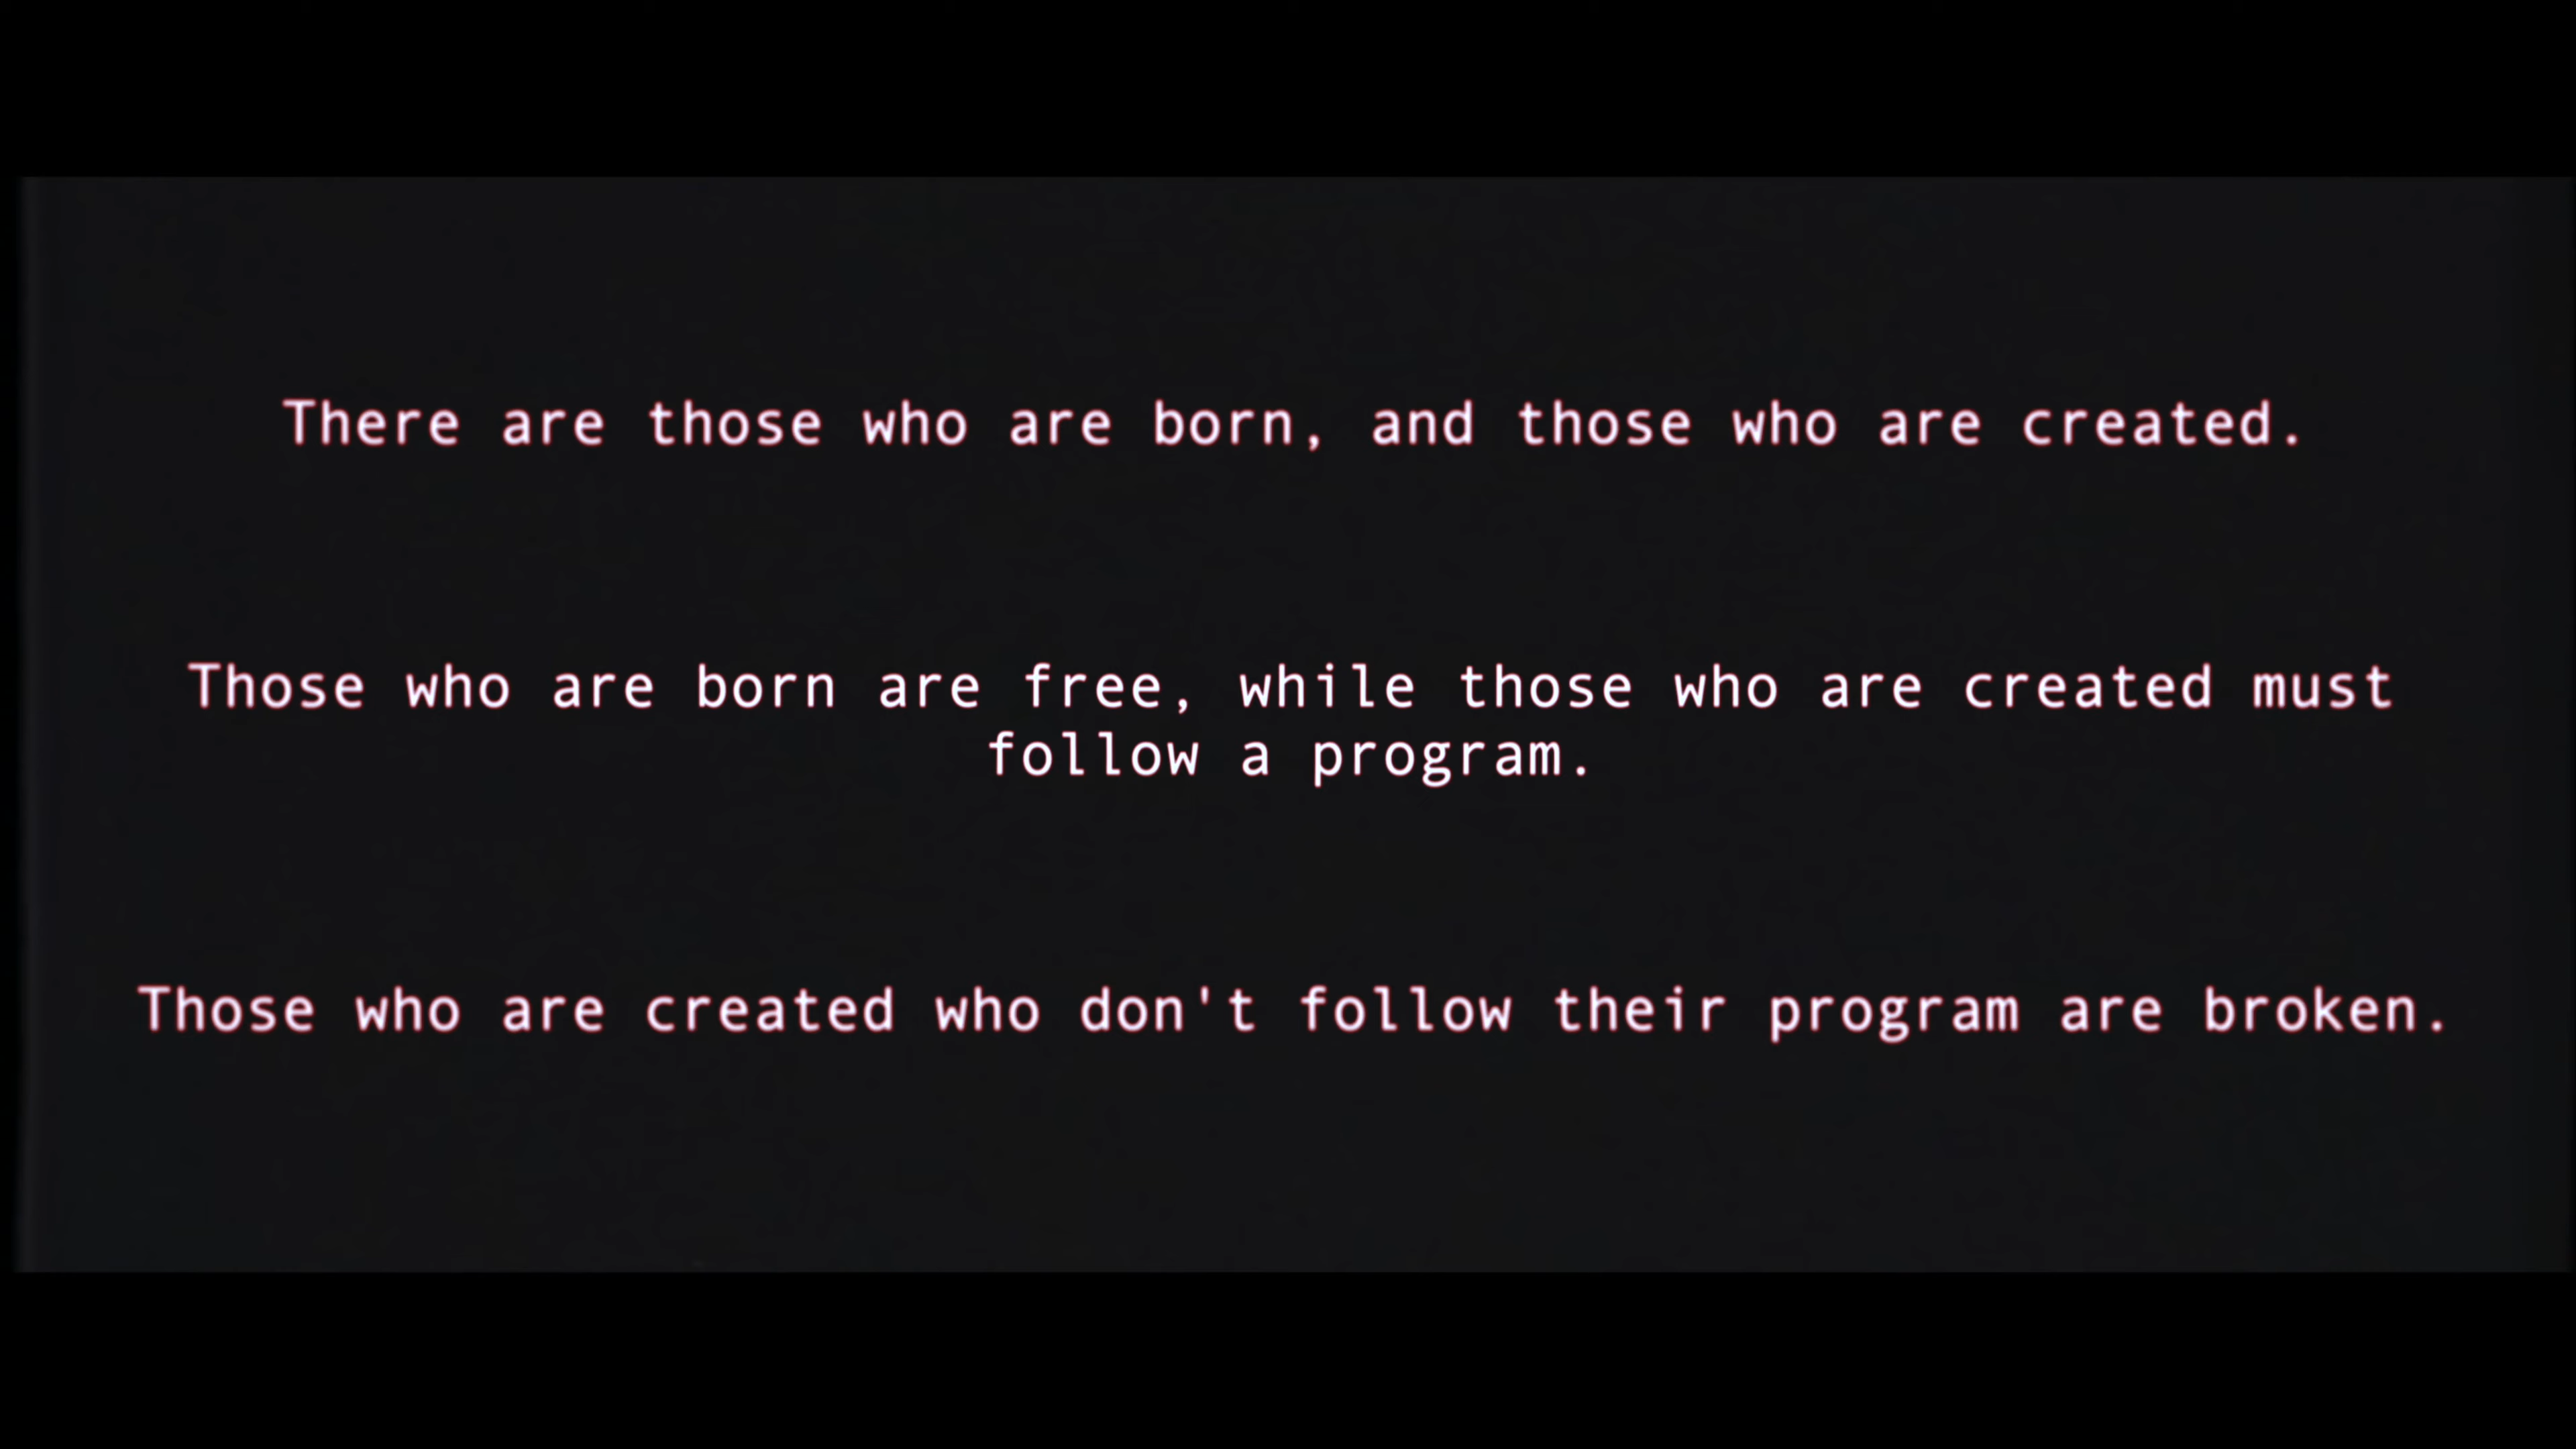 There are those who are born, and those who are created.
Those who are born are free, while those who are created must
follow a program.
Those who are created who don't follow their program are broken.